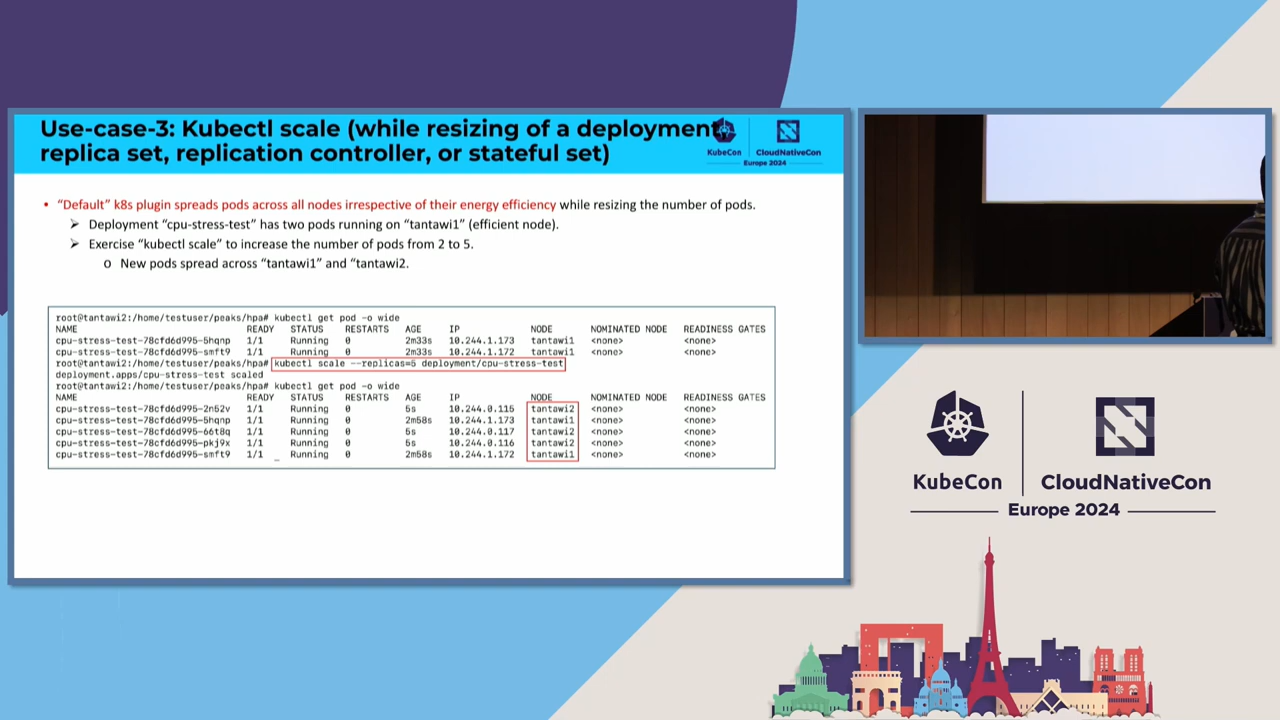 Use-case-3: Kubectl scale (while resizing of a deployment
replica set, replication controller, or stateful set)
KubeCon
CloudNativeCon
Europe 2024
• “Default” k8s plugin spreads pods across all nodes irrespective of their energy efficiency while resizing the number of pods.
➢ Deployment “cpu-stress-test” has two pods running on “tantawi1” (efficient node).
➢ Exercise “kubectl scale” to increase the number of pods from 2 to 5.
o New pods spread across “tantawi1” and “tantawi2.
root@tantawi2:/home/testuser/peaks/hpa# kubectl get pod -o wide
NAME READY STATUS RESTARTS AGE IP NODE NOMINATED NODE READINESS GATES
cpu-stress-test-78cfd6d995-5hqnp 1/1 Running 0 2m33s 10.244.1.173 tantawi1 <none> <none>
cpu-stress-test-78cfd6d995-smft9 1/1 Running 0 2m33s 10.244.1.172 tantawi1 <none> <none>
root@tantawi2:/home/testuser/peaks/hpa# kubectl scale --replicas=5 deployment/cpu-stress-test
deployment.apps/cpu-stress-test scaled
root@tantawi2:/home/testuser/peaks/hpa# kubectl get pod -o wide
NAME READY STATUS RESTARTS AGE IP NODE NOMINATED NODE READINESS GATES
cpu-stress-test-78cfd6d995-2n52v 1/1 Running 0 5s 10.244.0.115 tantawi2 <none> <none>
cpu-stress-test-78cfd6d995-5hqnp 1/1 Running 0 2m58s 10.244.1.173 tantawi1 <none> <none>
cpu-stress-test-78cfd6d995-66t8q 1/1 Running 0 5s 10.244.0.117 tantawi2 <none> <none>
cpu-stress-test-78cfd6d995-pkj9x 1/1 Running 0 5s 10.244.0.116 tantawi2 <none> <none>
cpu-stress-test-78cfd6d995-smft9 1/1 _ Running 0 2m58s 10.244.1.172 tantawi1 <none> <none>
KubeCon
CloudNativeCon
Europe 2024